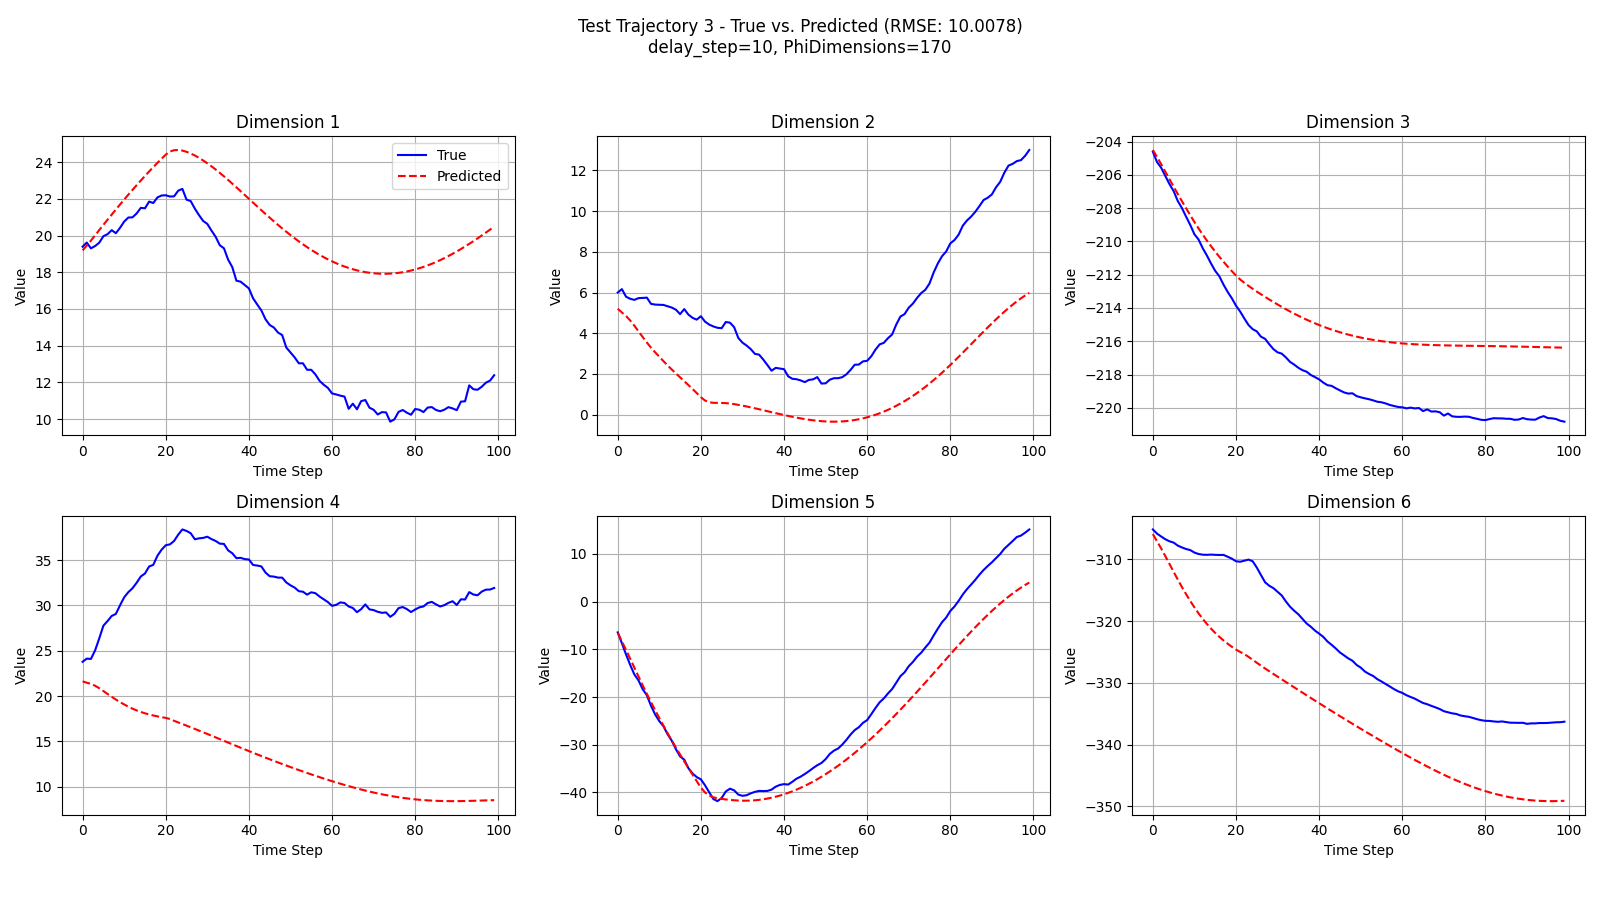 Test Trajectory 3 - True vs. Predicted (RMSE: 10.0078)
delay_step=10, PhiDimensions=170
Dimension 1
Value
24
22
20
18
16
14
12
10
0 20 40 60 80 100
Time Step
True
Predicted
Dimension 2
Value
12
10
8
6
4
2
0
0 20 40 60 80 100
Time Step
Dimension 3
Value
−204
−206
−208
−210
−212
−214
−216
−218
−220
0 20 40 60 80 100
Time Step
Dimension 4
Value
35
30
25
20
15
10
0 20 40 60 80 100
Time Step
Dimension 5
Value
10
0
−10
−20
−30
−40
0 20 40 60 80 100
Time Step
Dimension 6
Value
−310
−320
−330
−340
−350
0 20 40 60 80 100
Time Step